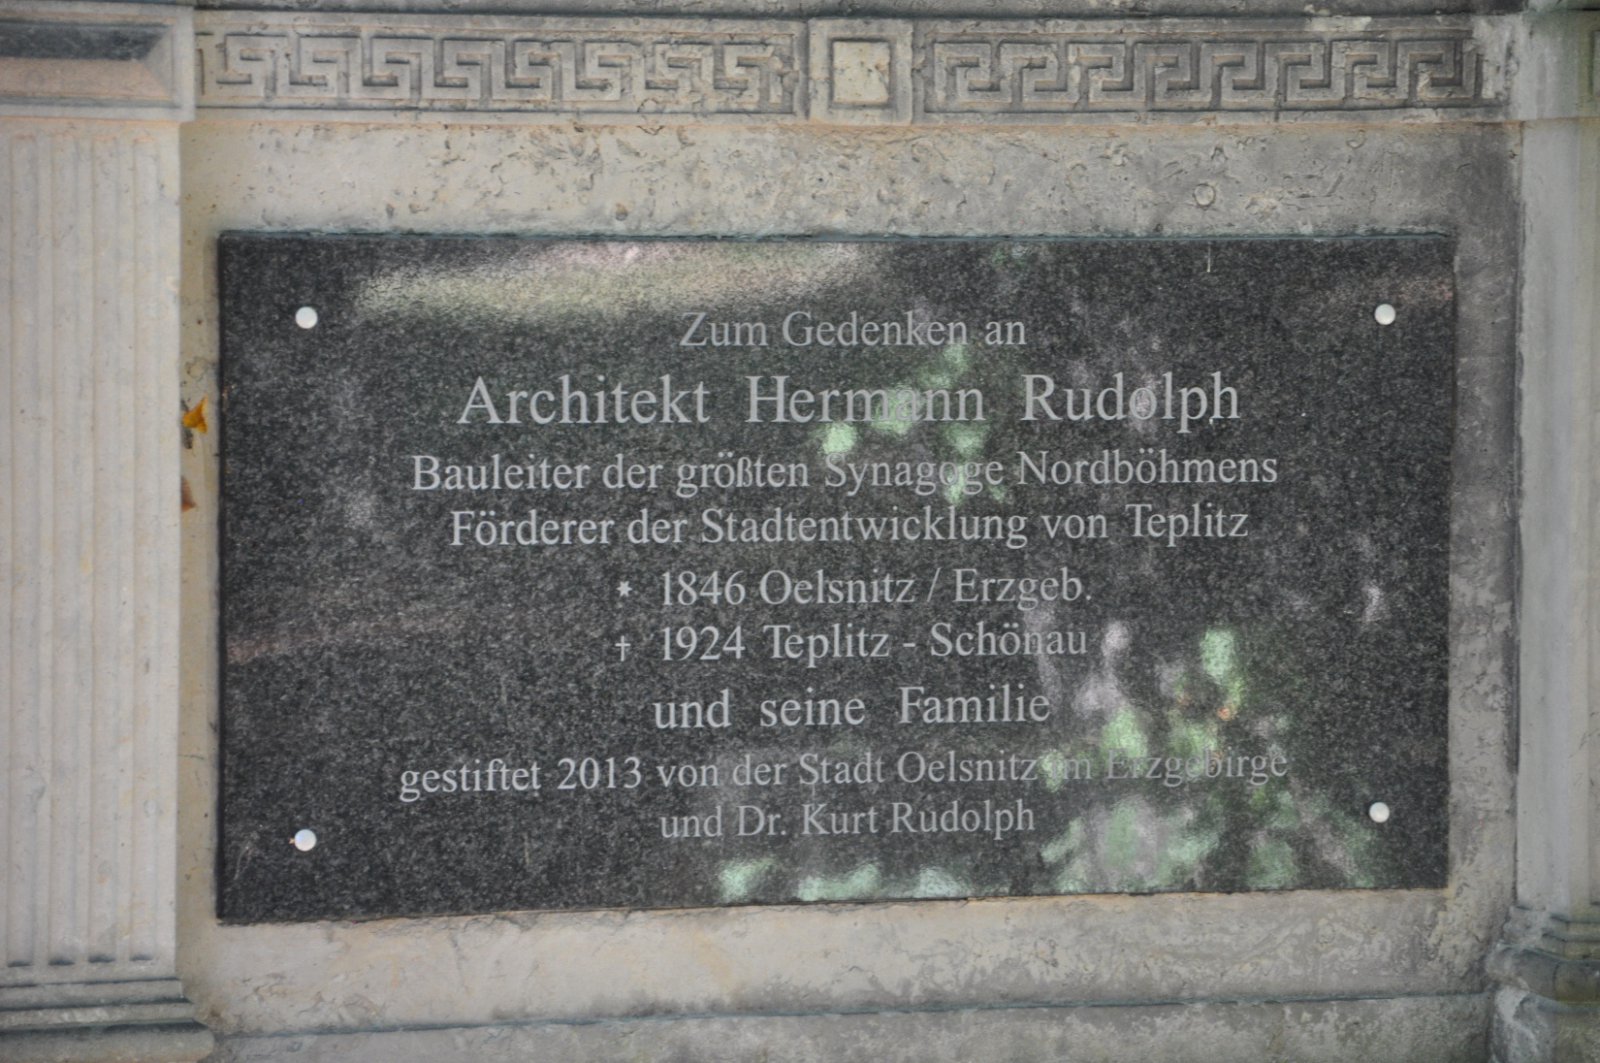 Zum Gedenken an
Architekt Hermann Rudolph
Bauleiter der größten Synagoge Nordböhmens
Förderer der Stadtentwicklung von Teplitz
* 1846 Oelsnitz / Erzgeb.
† 1924 Teplitz - Schönau
und seine Familie
gestiftet 2013 von der Stadt Oelsnitz im Erzgebirge
und Dr. Kurt Rudolph